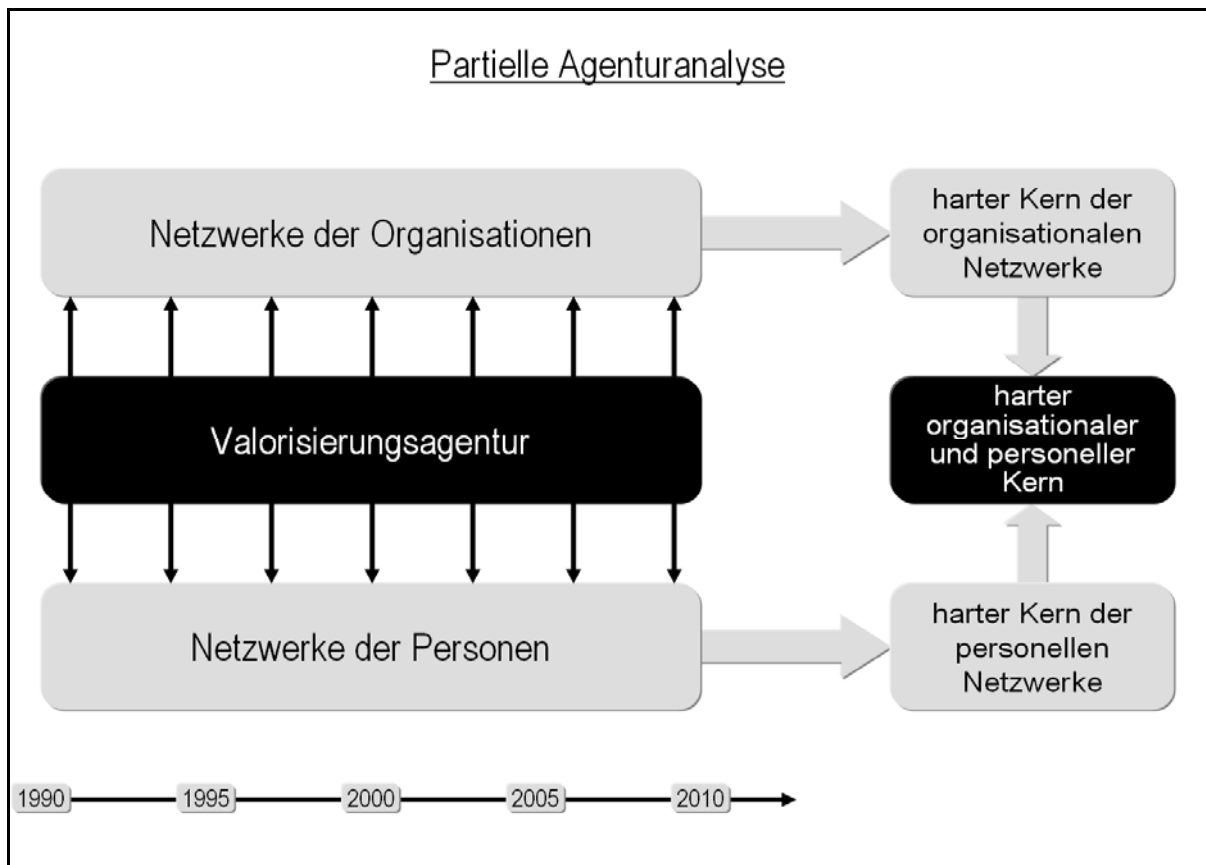 Partielle Agenturanalyse
Netzwerke der Organisationen
harter Kern der
organisationalen
Netzwerke
Valorisierungsagentur
harter
organisationaler
und personeller
Kern
Netzwerke der Personen
harter Kern der
personellen
Netzwerke
1990
1995
2000
2005
2010